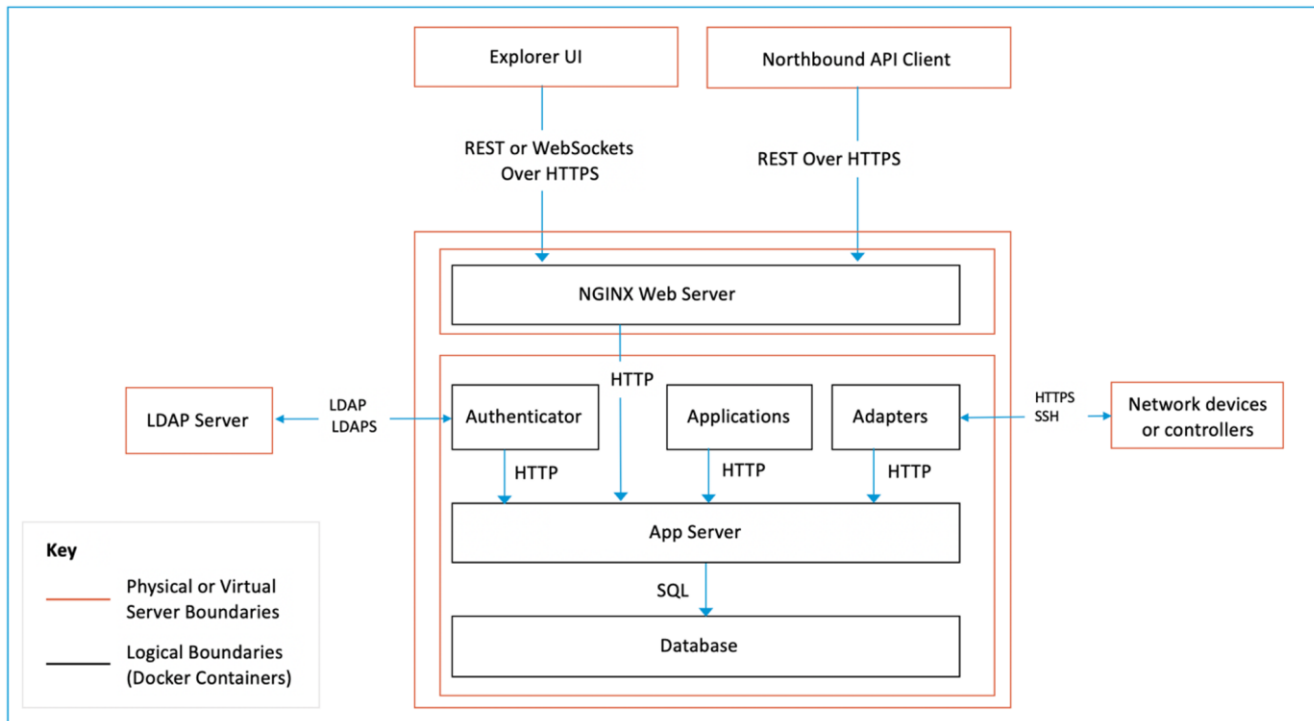 Explorer UI
Northbound API Client
REST or WebSockets
Over HTTPS
REST Over HTTPS
NGINX Web Server
HTTP
LDAP Server
LDAP
LDAPS
Authenticator
Applications
Adapters
HTTPS
SSH
Network devices
or controllers
HTTP
HTTP
HTTP
App Server
SQL
Database
Key
Physical or Virtual
Server Boundaries
Logical Boundaries
(Docker Containers)